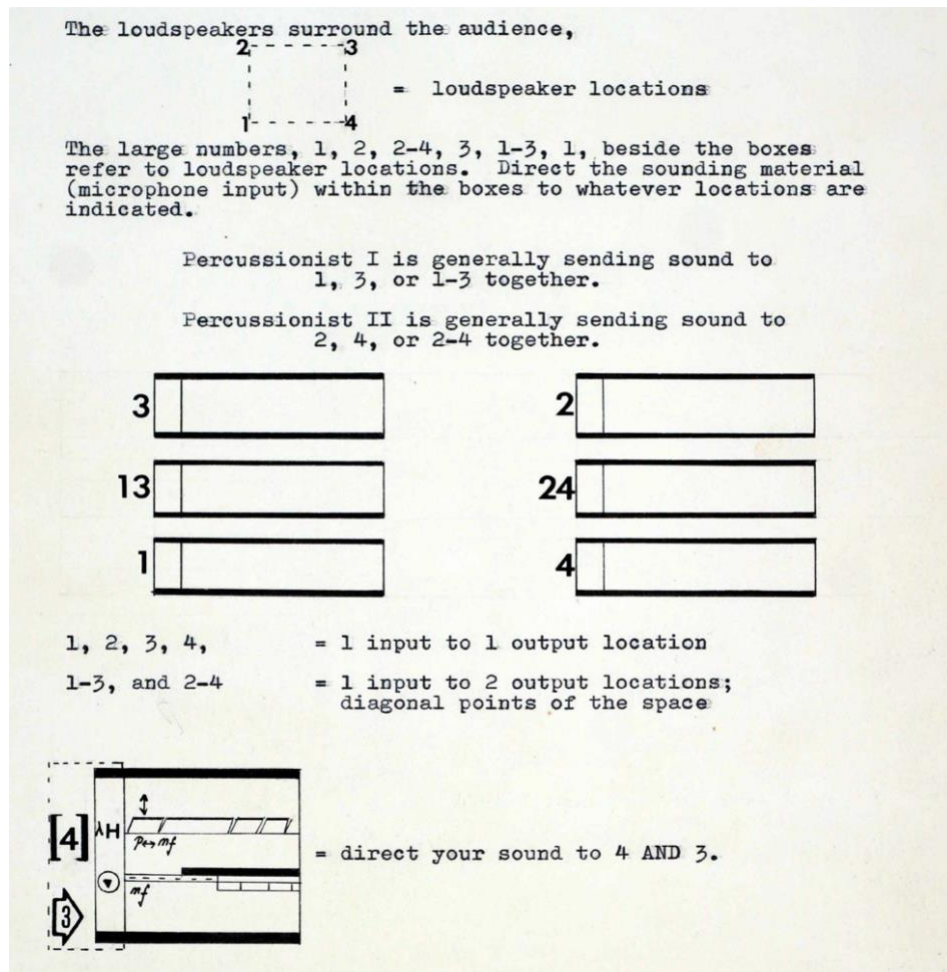 The loudspeakers surround the audience,
2 3
= loudspeaker locations
1 4
The large numbers, 1, 2, 2-4, 3, 1-3, 1, beside the boxes
refer to loudspeaker locations. Direct the sounding material
(microphone input) within the boxes to whatever locations are
indicated.
Percussionist I is generally sending sound to
1, 3, or 1-3 together.
Percussionist II is generally sending sound to
2, 4, or 2-4 together.
3 2
13 24
1 4
1, 2, 3, 4, = 1 input to 1 output location
1-3, and 2-4 = 1 input to 2 output locations;
diagonal points of the space
[4] λH
p↔mf
= direct your sound to 4 AND 3.
mf
3